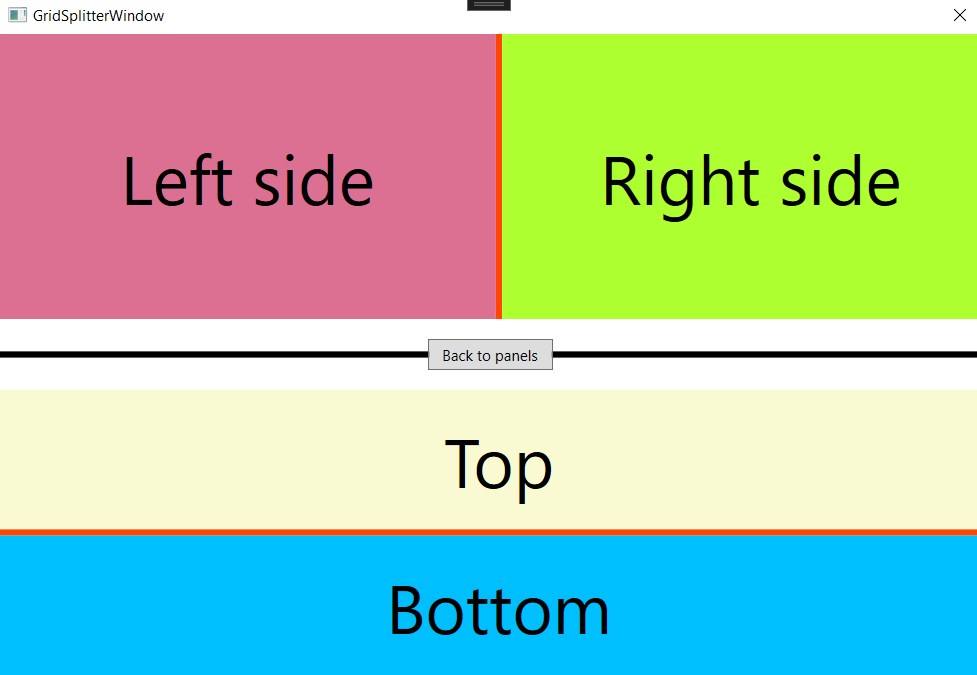 GridSplitterWindow
Left side
Right side
Back to panels
Top
Bottom